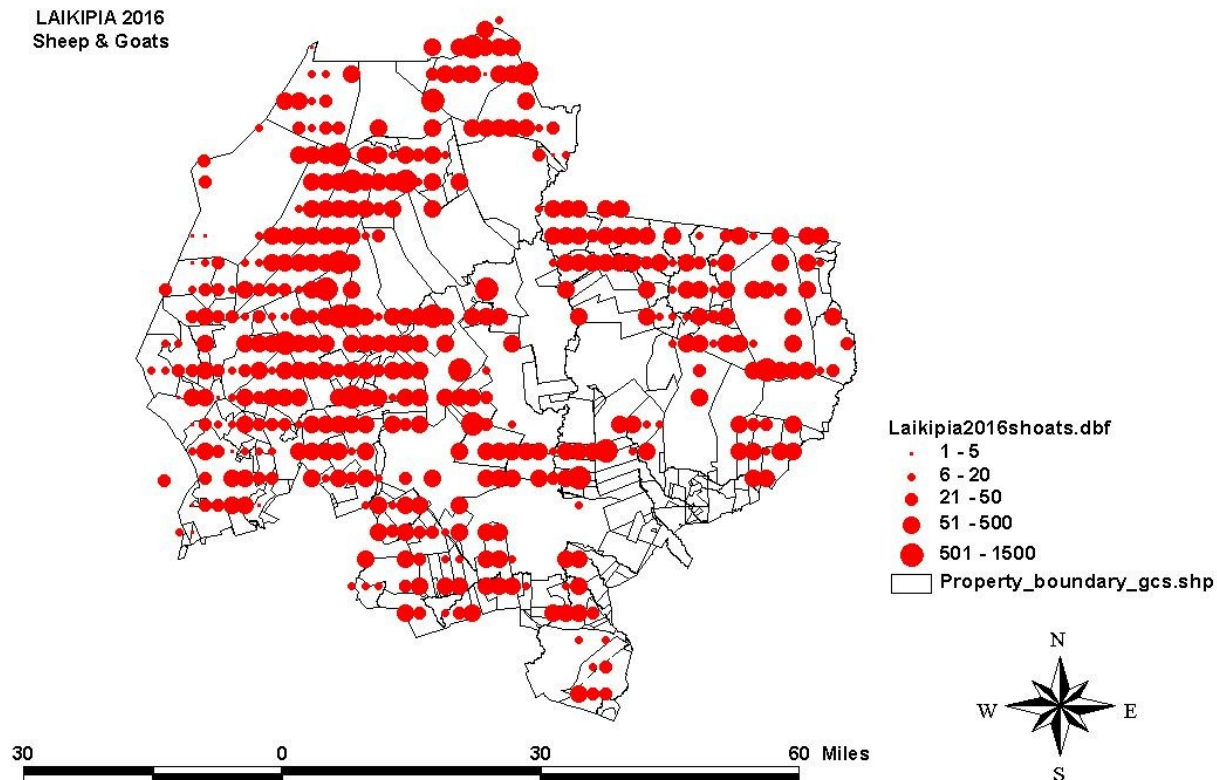 LAIKIPIA 2016
Sheep & Goats
Laikipia2016shoats.dbf
1 - 5
6 - 20
21 - 50
51 - 500
501 - 1500
Property_boundary_gcs.shp
N
W E
S
30 0 30 60 Miles